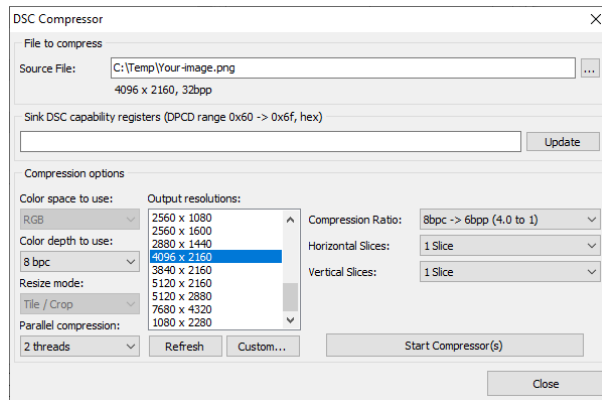 DSC Compressor
File to compress
Source File:
C:\Temp\Your-image.png
...
4096 x 2160, 32bpp
Sink DSC capability registers (DPCD range 0x60 -> 0x6f, hex)
Update
Compression options
Color space to use:
RGB
Color depth to use:
8 bpc
Resize mode:
Tile / Crop
Parallel compression:
2 threads
Output resolutions:
2560 x 1080
2560 x 1600
2880 x 1440
4096 x 2160
3840 x 2160
5120 x 2160
5120 x 2880
7680 x 4320
1080 x 2280
Refresh
Custom...
Compression Ratio:
8bpc -> 6bpp (4.0 to 1)
Horizontal Slices:
1 Slice
Vertical Slices:
1 Slice
Start Compressor(s)
Close